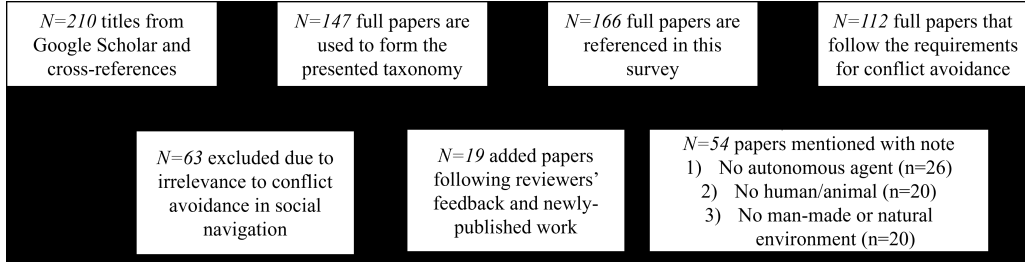 N=210 titles from
Google Scholar and
cross-references
N=147 full papers are
used to form the
presented taxonomy
N=166 full papers are
referenced in this
survey
N=112 full papers that
follow the requirements
for conflict avoidance
N=63 excluded due to
irrelevance to conflict
avoidance in social
navigation
N=19 added papers
following reviewers’
feedback and newly-
published work
N=54 papers mentioned with note
1) No autonomous agent (n=26)
2) No human/animal (n=20)
3) No man-made or natural
environment (n=20)